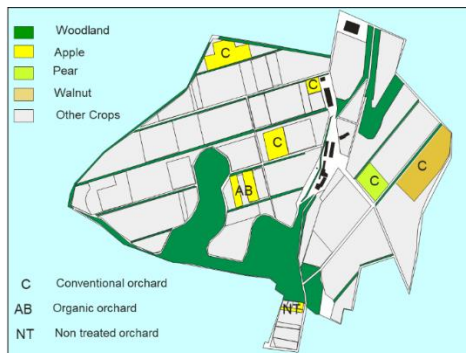 Woodland
Apple
Pear
Walnut
Other Crops
C
C
C
C
C
AB
NT
C Conventional orchard
AB Organic orchard
NT Non treated orchard